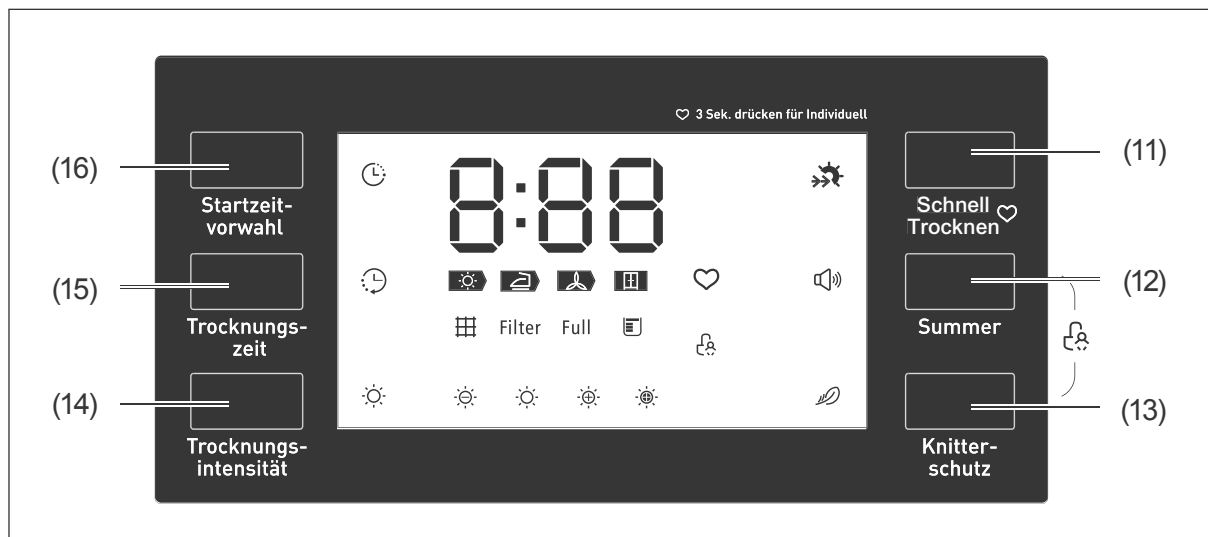 ♡ 3 Sek. drücken für Individuell
(16)
Startzeit-
vorwahl
8:88
(11)
Schnell
Trocknen ♡
(15)
Trocknungs-
zeit
(12)
Summer
Filter Full
(14)
Trocknungs-
intensität
(13)
Knitter-
schutz